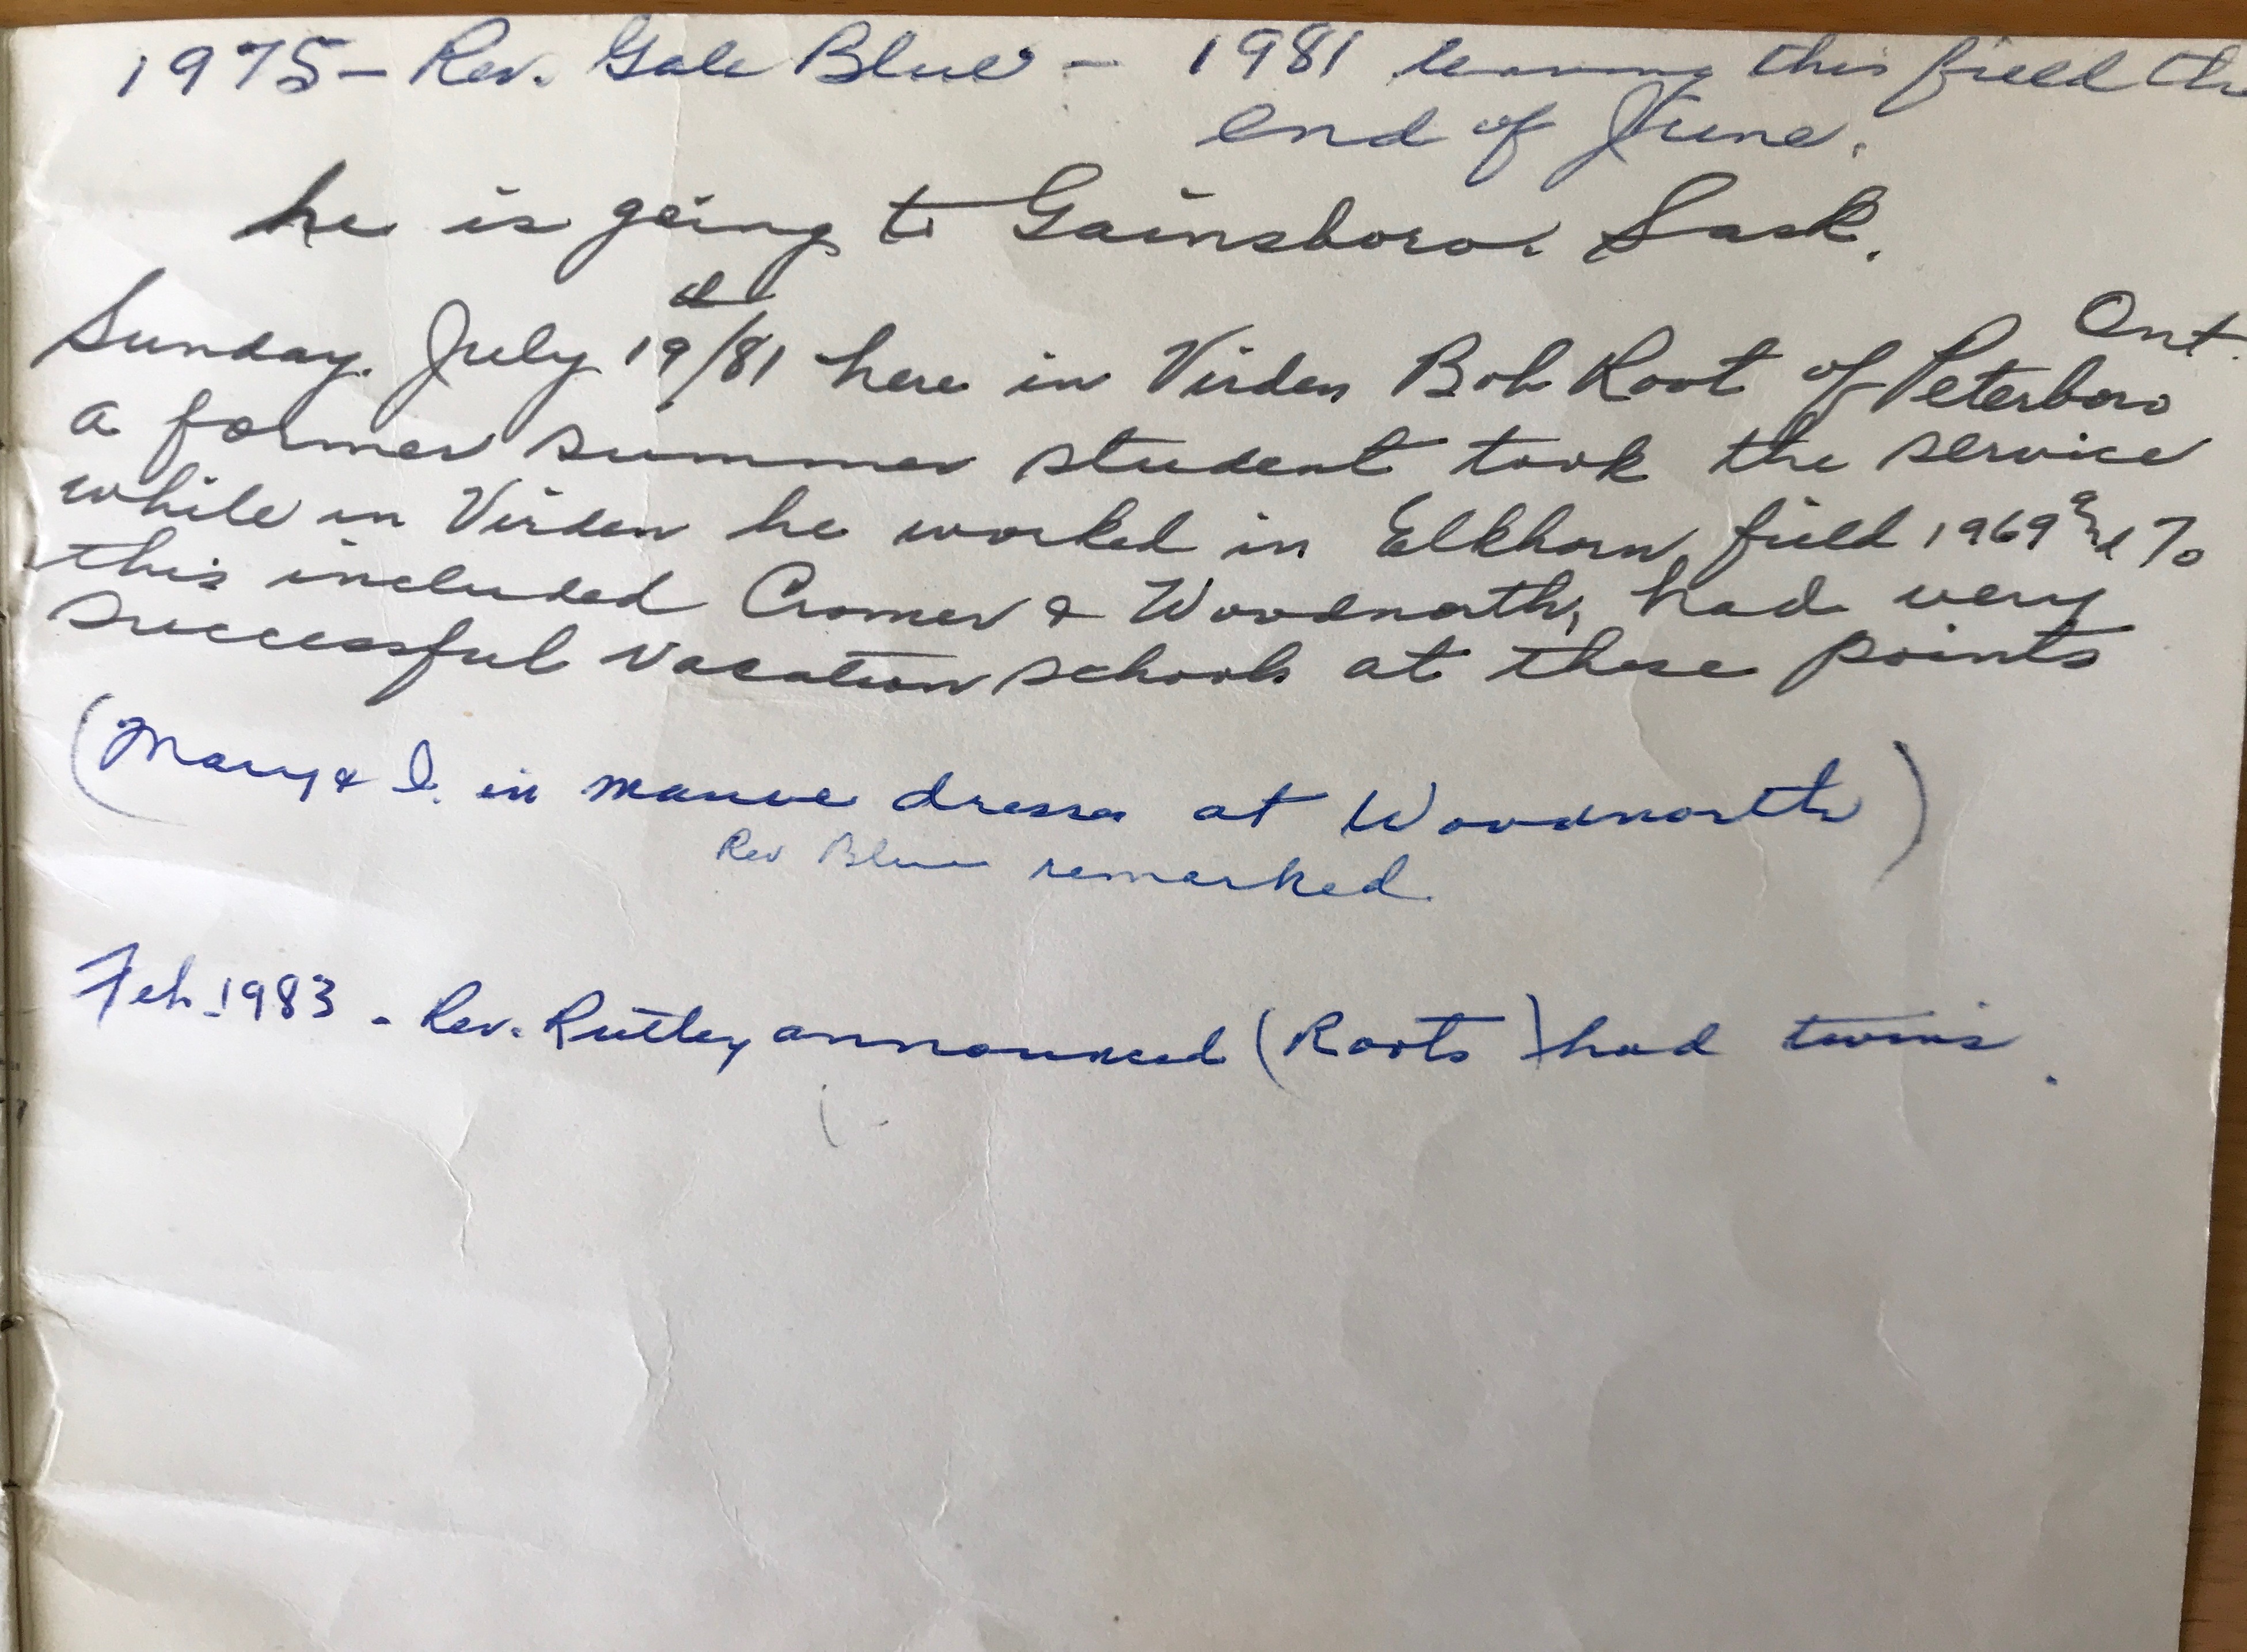 1975 - Rev. Gale Blue - 1981 leaving this field the
end of June.
he is going to Gainsboro. Sask.
Ont.
Sunday. July 19/81 here in Virden Bob Root of Peterboro
a former summer student took the service
while in Virden he worked in Elkhorn, field 1969 and 70
this included Cromer & Woodnorth, had very
successful vacation schools at these points
(Mary & I. in mauve dresses at Woodnorth)
Rev Blue remarked.
Feb. 1983 - Rev. Rutley announced (Roots) had twins.